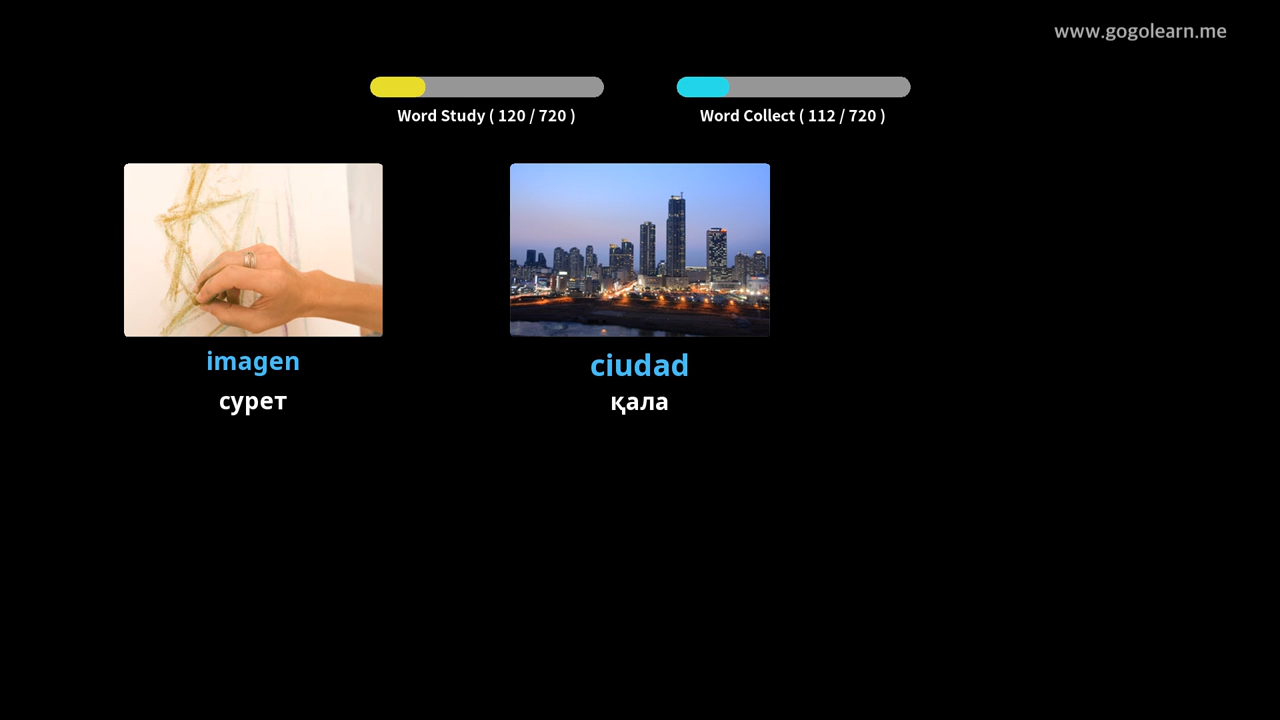 www.gogolearn.me
Word Study ( 120 / 720 )
Word Collect ( 112 / 720 )
imagen
сурет
ciudad
қала